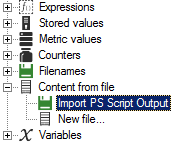 Expressions
Stored values
Metric values
Counters
Filenames
Content from file
Import PS Script Output
New file...
Variables